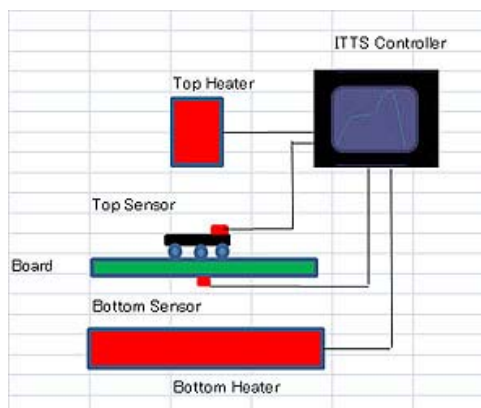 ITTS Controller
Top Heater
Top Sensor
Board
Bottom Sensor
Bottom Heater